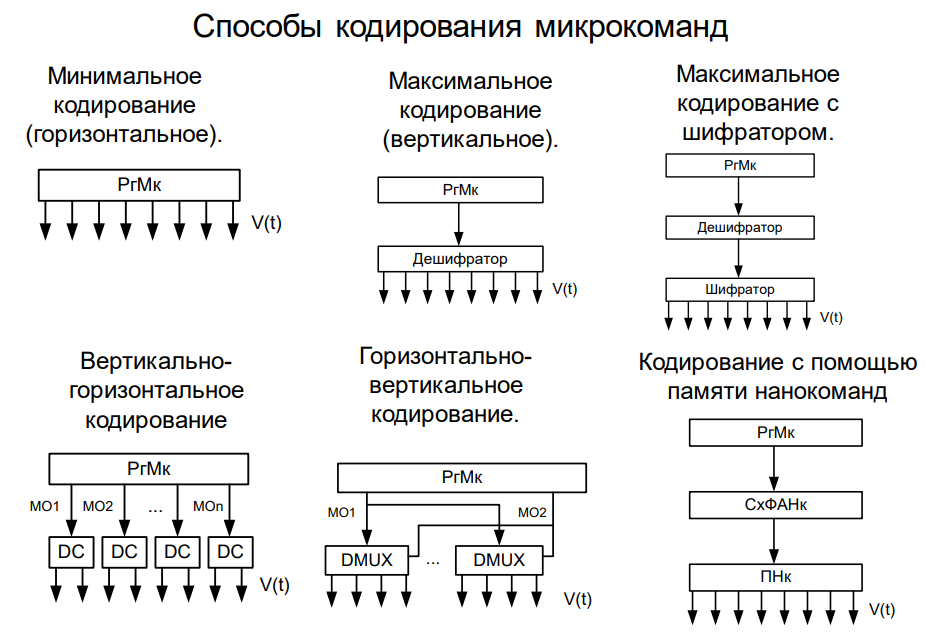 Способы кодирования микрокоманд
Минимальное
кодирование
(горизонтальное).
РгМк
V(t)
Максимальное
кодирование
(вертикальное).
РгМк
Дешифратор
V(t)
Максимальное
кодирование с
шифратором.
РгМк
Дешифратор
Шифратор
V(t)
Вертикально-
горизонтальное
кодирование
РгМк
МО1 МО2 ... МОn
DC DC DC DC
V(t)
Горизонтально-
вертикальное
кодирование.
РгМк
МО1 МО2
DMUX ... DMUX
V(t)
Кодирование с помощью
памяти нанокоманд
РгМк
СхФАНк
ПНк
V(t)